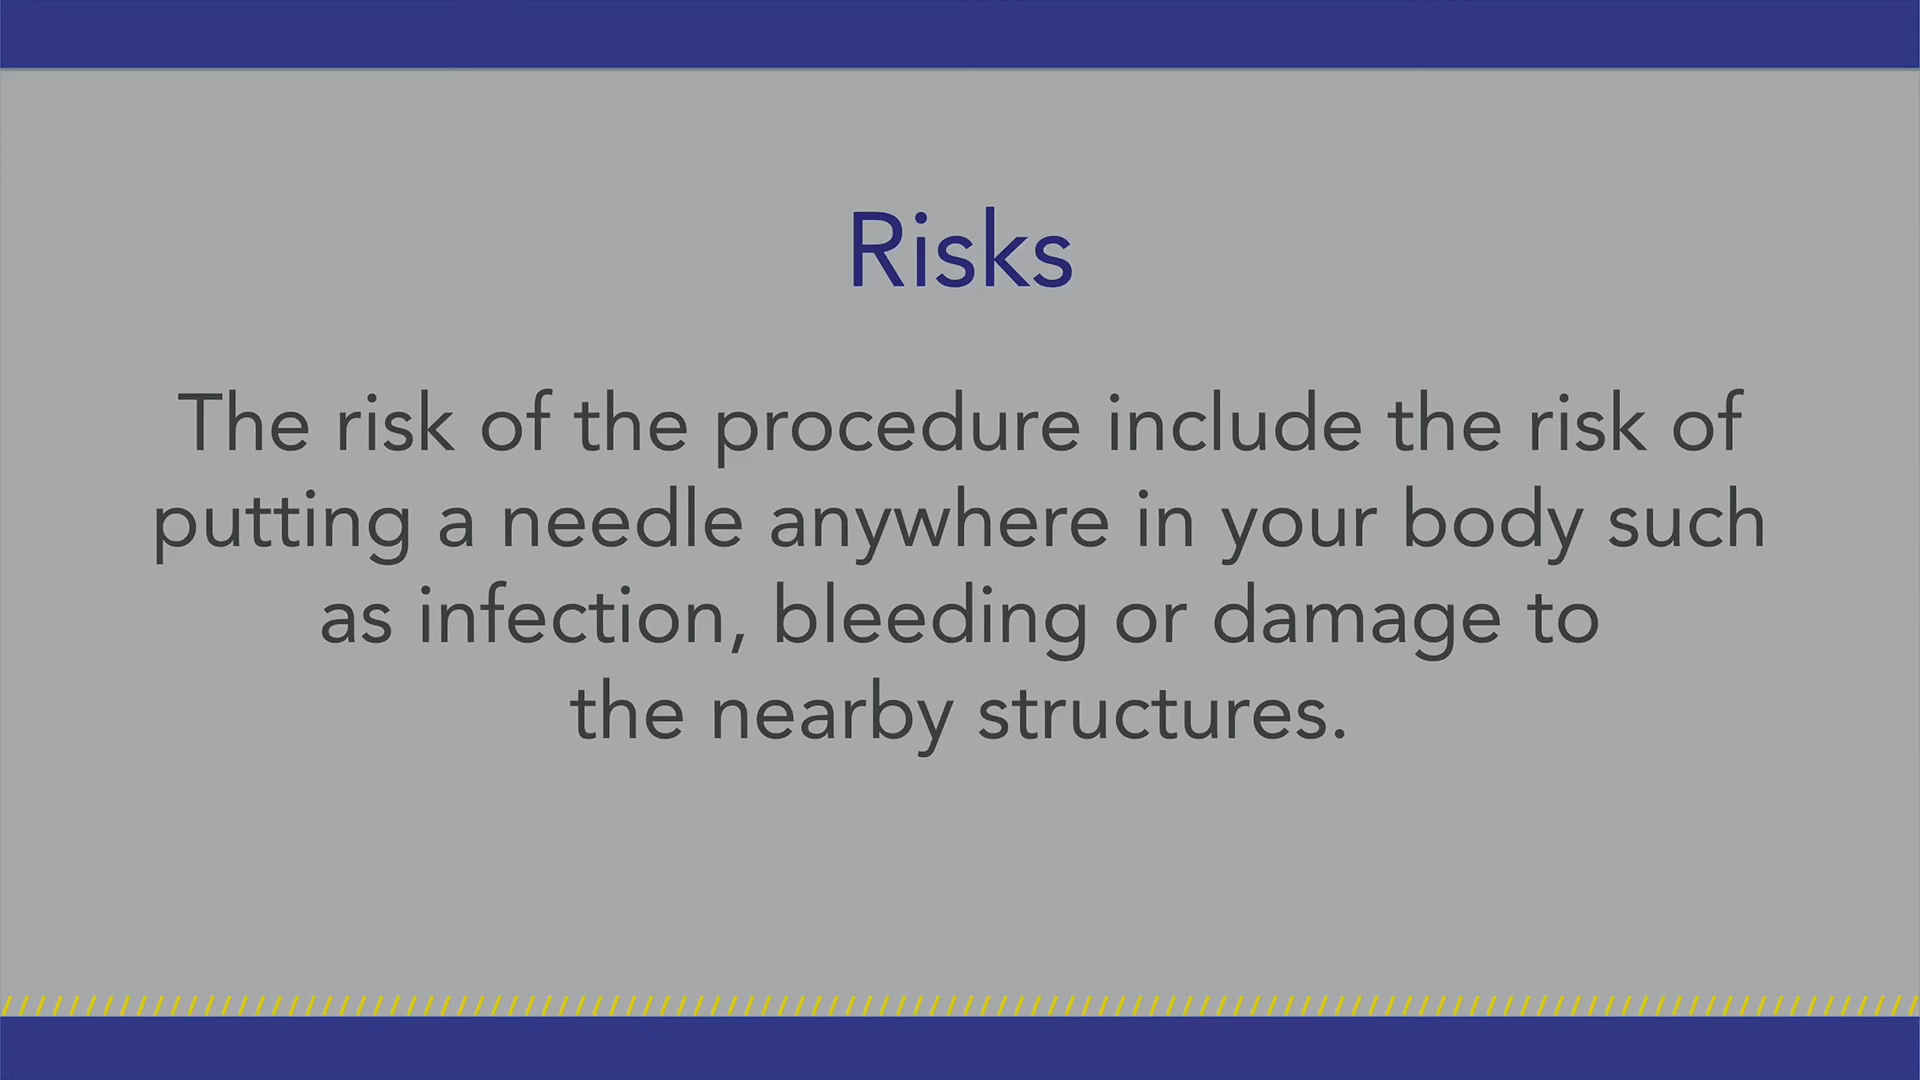 Risks
The risk of the procedure include the risk of
putting a needle anywhere in your body such
as infection, bleeding or damage to
the nearby structures.